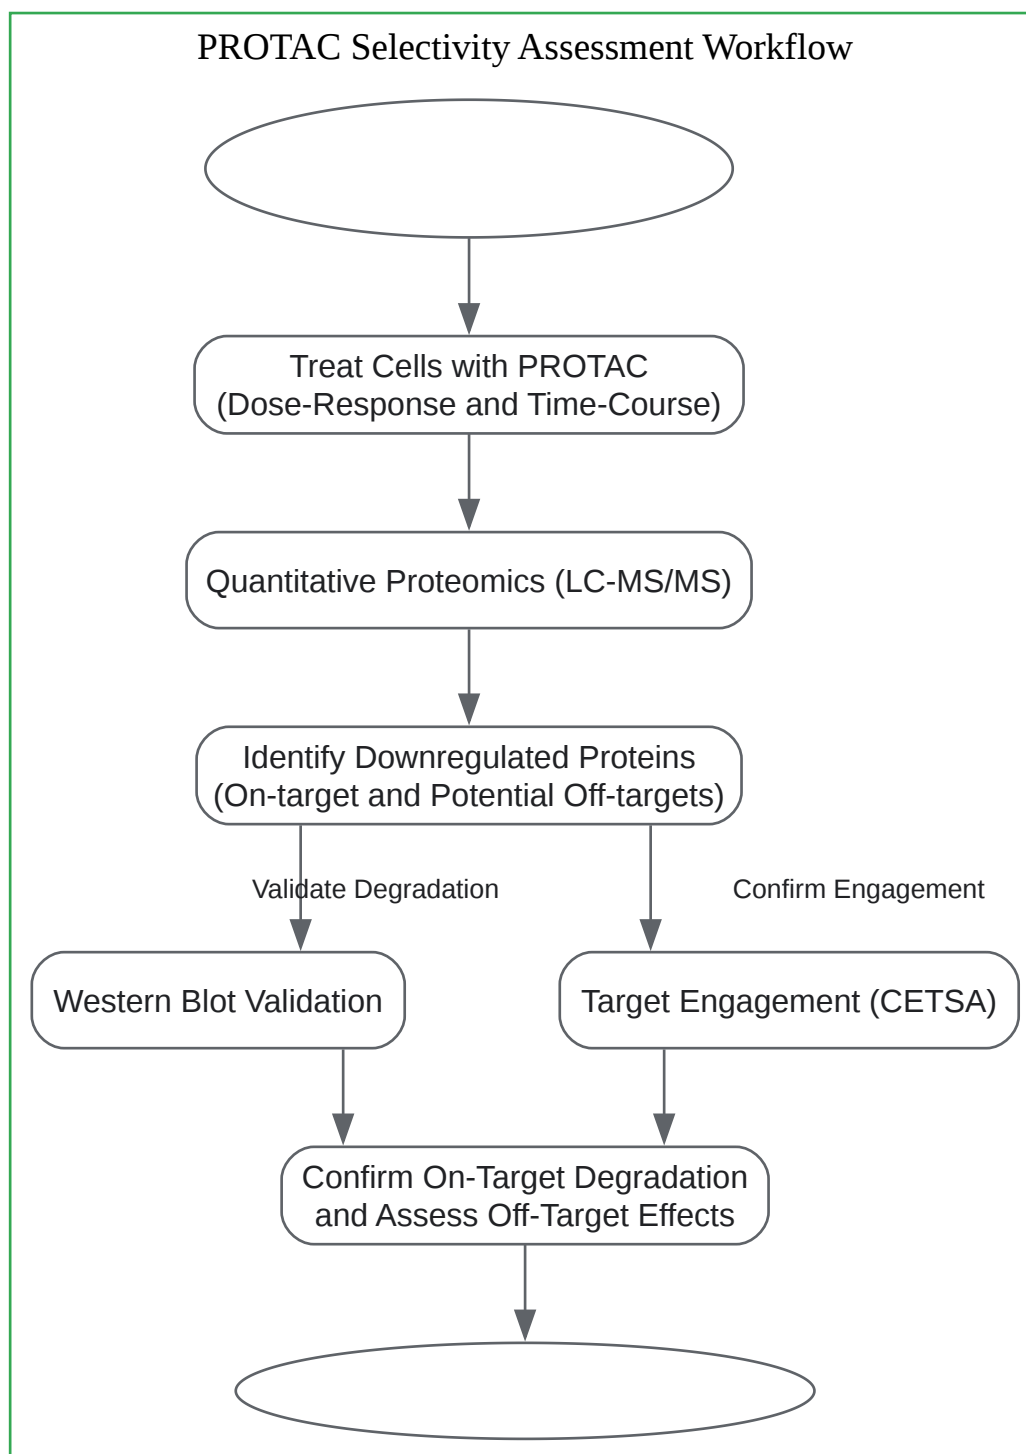 PROTAC Selectivity Assessment Workflow
Treat Cells with PROTAC
(Dose-Response and Time-Course)
Quantitative Proteomics (LC-MS/MS)
Identify Downregulated Proteins
(On-target and Potential Off-targets)
Validate Degradation
Confirm Engagement
Western Blot Validation
Target Engagement (CETSA)
Confirm On-Target Degradation
and Assess Off-Target Effects